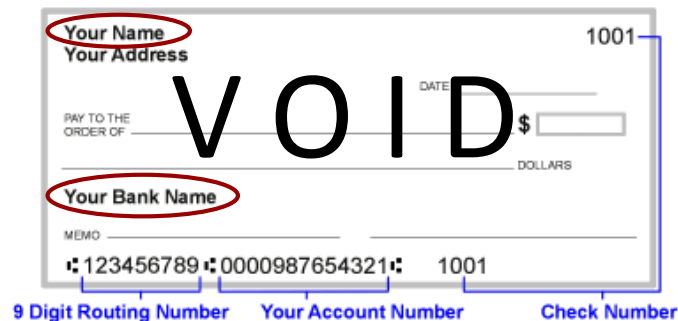 Your Name 1001
Your Address
V O I D
DATE
PAY TO THE
ORDER OF $
DOLLARS
Your Bank Name
MEMO
⑆123456789⑆0000987654321⑆ 1001
9 Digit Routing Number Your Account Number Check Number